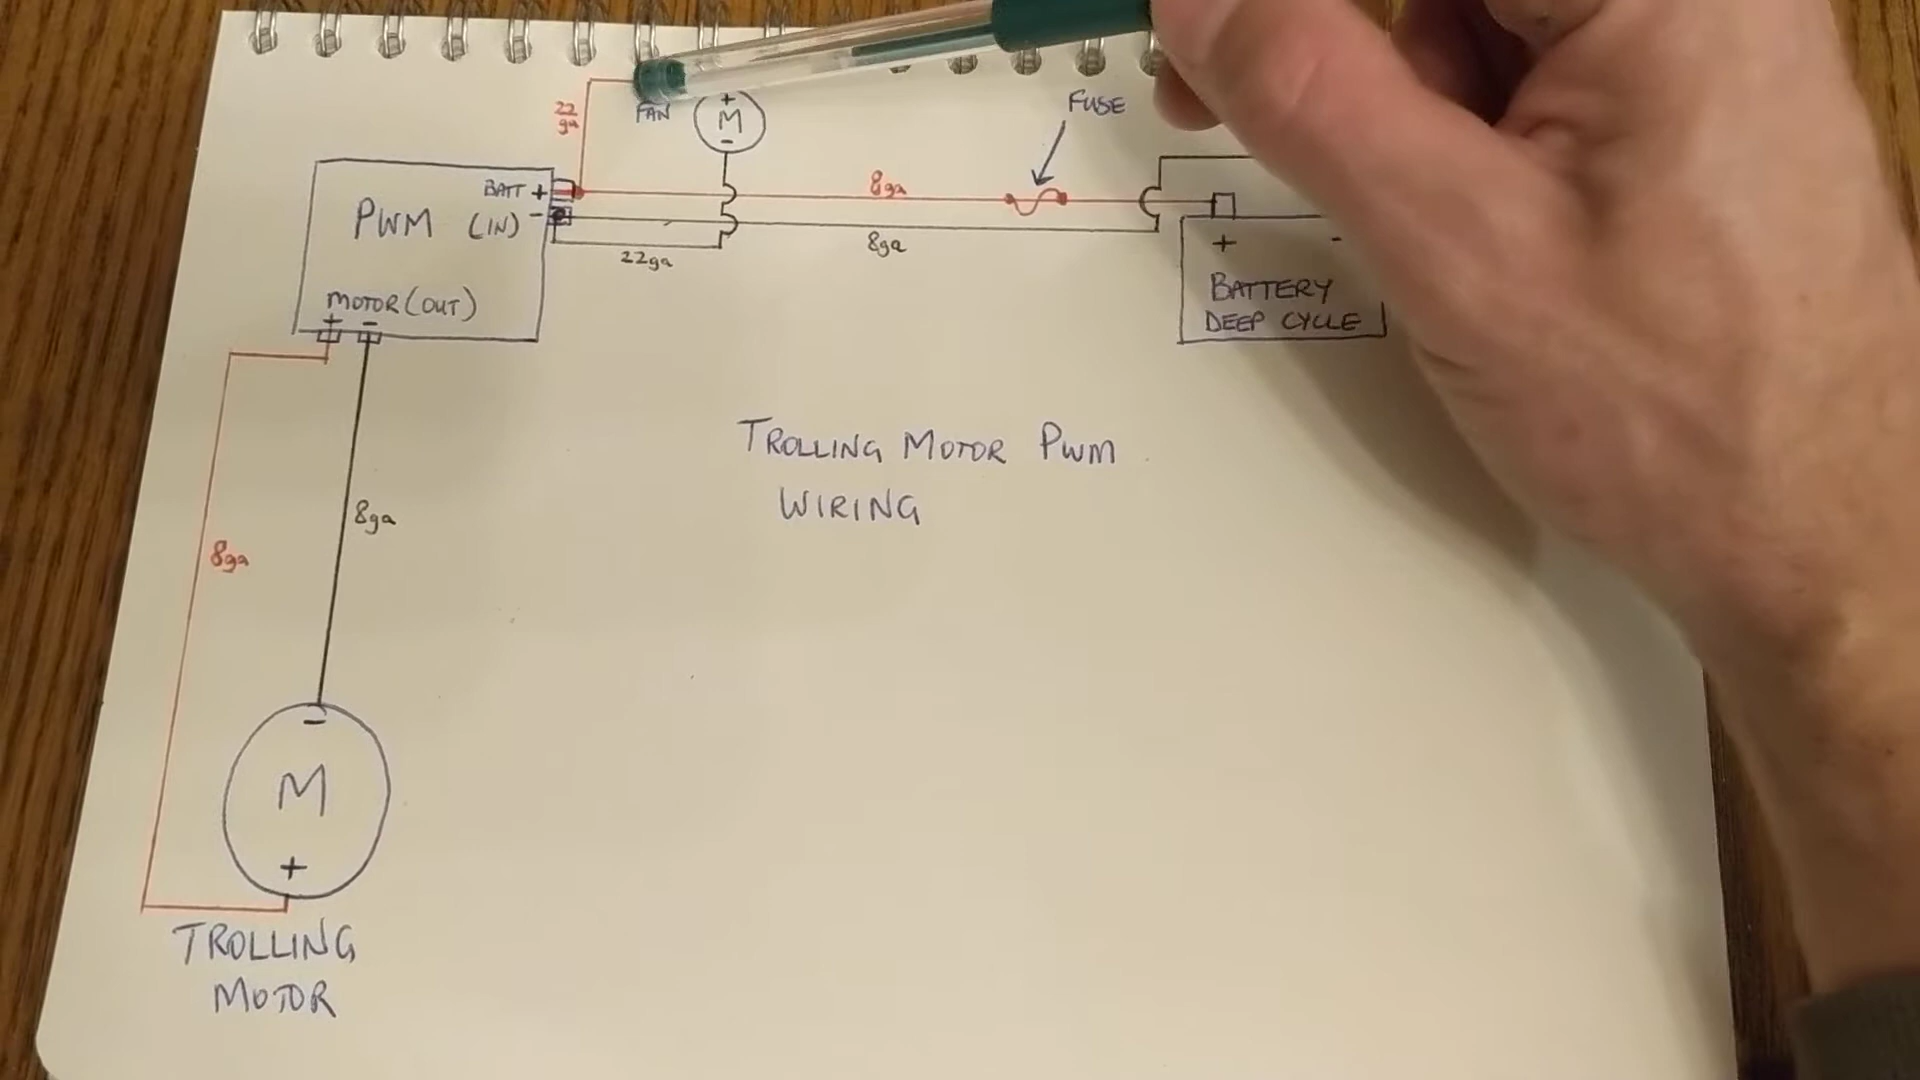 22
ga
FAN
+
M
-
FUSE
BATT +
8ga
PWM (IN) -
8ga
22ga
+ -
BATTERY
DEEP CYCLE
MOTOR (OUT)
+ -
TROLLING MOTOR PWM
WIRING
8ga
8ga
-
M
+
TROLLING
MOTOR